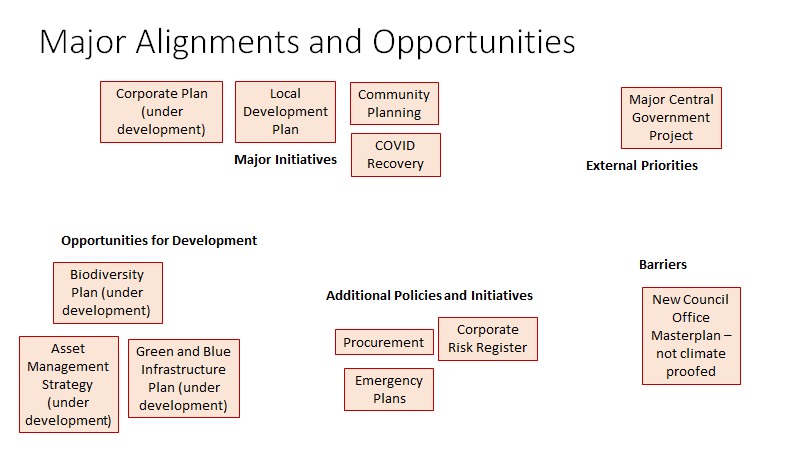 Major Alignments and Opportunities
Corporate Plan
(under
development)
Local
Development
Plan
Community
Planning
COVID
Recovery
Major Initiatives
Major Central
Government
Project
External Priorities
Opportunities for Development
Biodiversity
Plan (under
development)
Asset
Management
Strategy
(under
development)
Green and Blue
Infrastructure
Plan (under
development)
Additional Policies and Initiatives
Procurement
Corporate
Risk Register
Emergency
Plans
Barriers
New Council
Office
Masterplan –
not climate
proofed